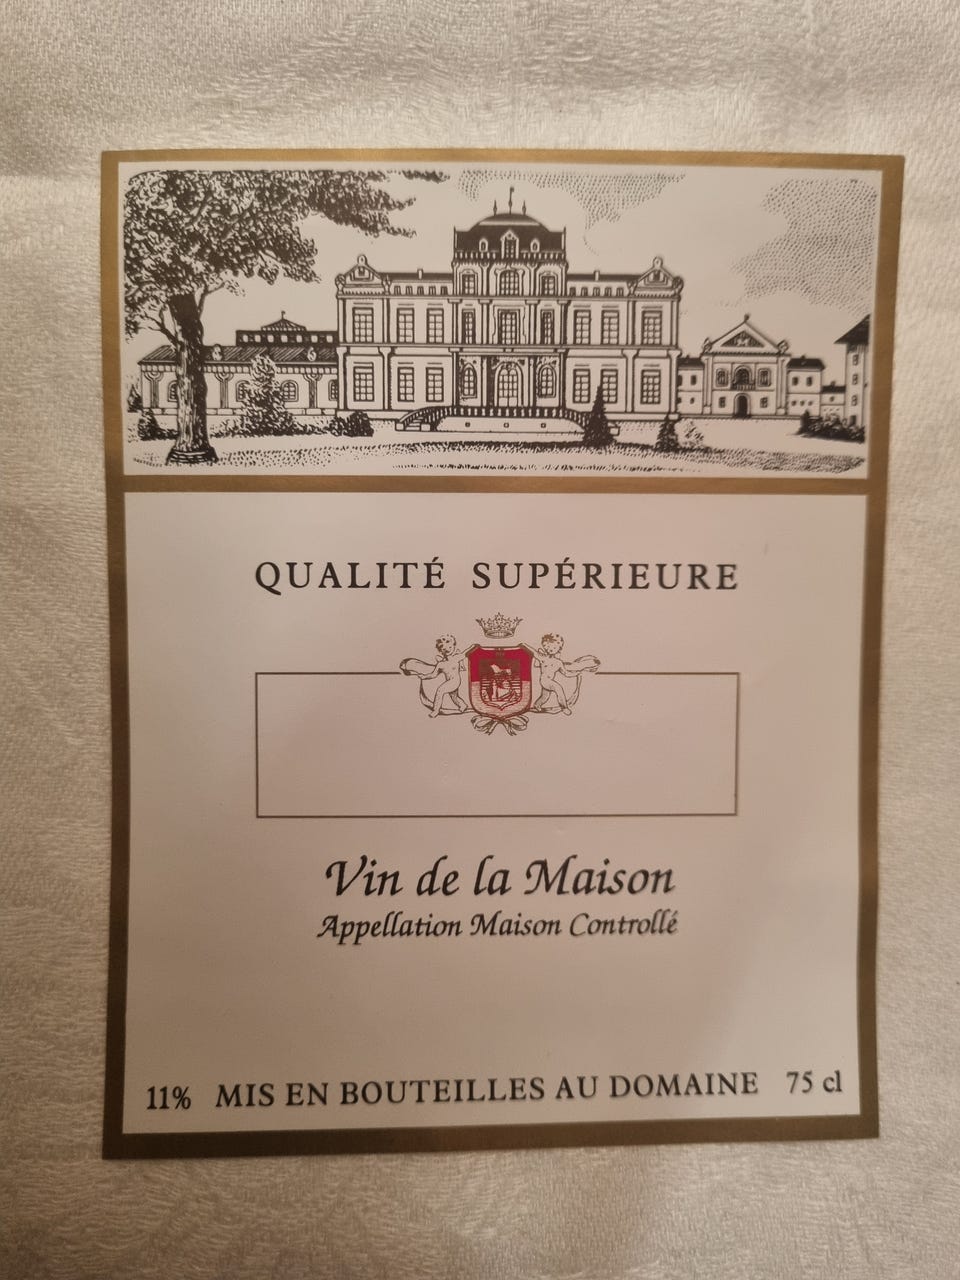 QUALITÉ SUPÉRIEURE
Vin de la Maison
Appellation Maison Controllé
11% MIS EN BOUTEILLES AU DOMAINE 75 cl